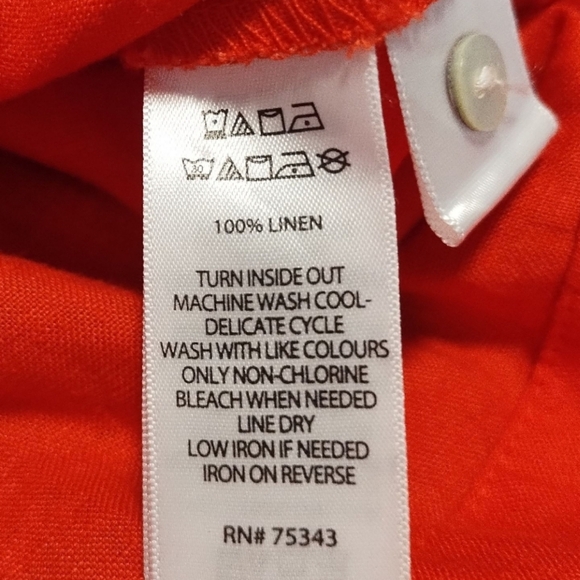 30
100% LINEN
TURN INSIDE OUT
MACHINE WASH COOL-
DELICATE CYCLE
WASH WITH LIKE COLOURS
ONLY NON-CHLORINE
BLEACH WHEN NEEDED
LINE DRY
LOW IRON IF NEEDED
IRON ON REVERSE
RN# 75343